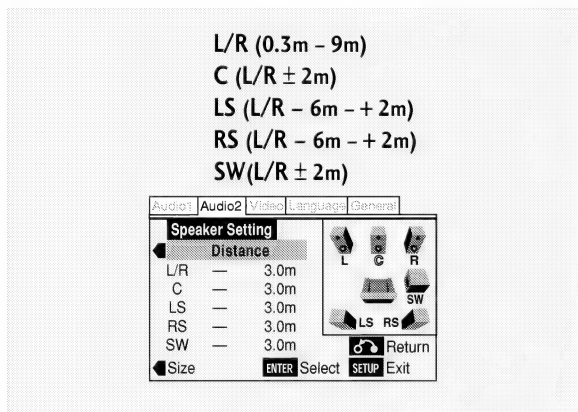 L/R (0.3m – 9m)
C (L/R ± 2m)
LS (L/R – 6m – + 2m)
RS (L/R – 6m – + 2m)
SW(L/R ± 2m)
Audio1 Audio2 Video Language General
Speaker Setting
Distance
L/R — 3.0m
C — 3.0m
LS — 3.0m
RS — 3.0m
SW — 3.0m
L C R
SW
LS RS
Return
Size ENTER Select SETUP Exit